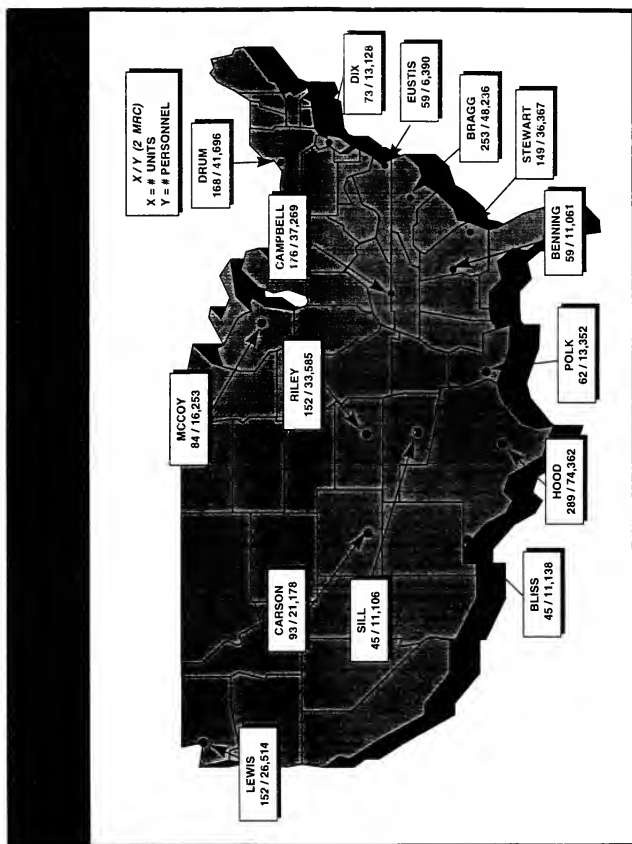 X / Y (2 MRC)
X = # UNITS
Y = # PERSONNEL
DRUM
168 / 41,696
DIX
73 / 13,128
EUSTIS
59 / 6,390
BRAGG
253 / 48,236
STEWART
149 / 36,367
BENNING
59 / 11,061
CAMPBELL
176 / 37,269
MCCOY
84 / 16,253
RILEY
152 / 33,585
POLK
62 / 13,352
HOOD
289 / 74,362
CARSON
93 / 21,178
SILL
45 / 11,106
BLISS
45 / 11,138
LEWIS
152 / 26,514